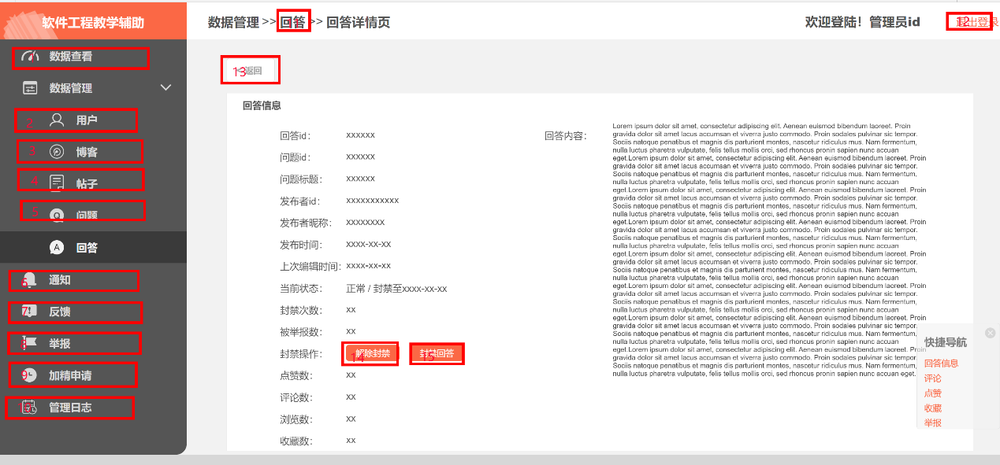 软件工程教学辅助
数据管理 >> 回答 >> 回答详情页
欢迎登陆！管理员id
12 退出登录
数据查看
数据管理
2 用户
3 博客
4 帖子
5 问题
回答
6 通知
7 反馈
8 举报
9 加精申请
10 管理日志
13 返回
回答信息
回答id： xxxxxx
问题id： xxxxxx
问题标题： xxxxxx
发布者id： xxxxxxxxxxx
发布者昵称： xxxxxxxx
发布时间： xxxx-xx-xx
上次编辑时间： xxxx-xx-xx
当前状态： 正常 / 封禁至xxxx-xx-xx
封禁次数： xx
被举报数： xx
封禁操作： 14 解除封禁 15 封禁回答
点赞数： xx
评论数： xx
浏览数： xx
收藏数： xx
回答内容：
Lorem ipsum dolor sit amet, consectetur adipiscing elit. Aenean euismod bibendum laoreet. Proin
gravida dolor sit amet lacus accumsan et viverra justo commodo. Proin sodales pulvinar sic tempor.
Sociis natoque penatibus et magnis dis parturient montes, nascetur ridiculus mus. Nam fermentum,
nulla luctus pharetra vulputate, felis tellus mollis orci, sed rhoncus pronin sapien nunc accuan
eget.Lorem ipsum dolor sit amet, consectetur adipiscing elit. Aenean euismod bibendum laoreet. Proin
gravida dolor sit amet lacus accumsan et viverra justo commodo. Proin sodales pulvinar sic tempor.
Sociis natoque penatibus et magnis dis parturient montes, nascetur ridiculus mus. Nam fermentum,
nulla luctus pharetra vulputate, felis tellus mollis orci, sed rhoncus pronin sapien nunc accuan
eget.Lorem ipsum dolor sit amet, consectetur adipiscing elit. Aenean euismod bibendum laoreet. Proin
gravida dolor sit amet lacus accumsan et viverra justo commodo. Proin sodales pulvinar sic tempor.
Sociis natoque penatibus et magnis dis parturient montes, nascetur ridiculus mus. Nam fermentum,
nulla luctus pharetra vulputate, felis tellus mollis orci, sed rhoncus pronin sapien nunc accuan
eget.Lorem ipsum dolor sit amet, consectetur adipiscing elit. Aenean euismod bibendum laoreet. Proin
gravida dolor sit amet lacus accumsan et viverra justo commodo. Proin sodales pulvinar sic tempor.
Sociis natoque penatibus et magnis dis parturient montes, nascetur ridiculus mus. Nam fermentum,
nulla luctus pharetra vulputate, felis tellus mollis orci, sed rhoncus pronin sapien nunc accuan
eget.Lorem ipsum dolor sit amet, consectetur adipiscing elit. Aenean euismod bibendum laoreet. Proin
gravida dolor sit amet lacus accumsan et viverra justo commodo. Proin sodales pulvinar sic tempor.
Sociis natoque penatibus et magnis dis parturient montes, nascetur ridiculus mus. Nam fermentum,
nulla luctus pharetra vulputate, felis tellus mollis orci, sed rhoncus pronin sapien nunc accuan
eget.Lorem ipsum dolor sit amet, consectetur adipiscing elit. Aenean euismod bibendum laoreet. Proin
gravida dolor sit amet lacus accumsan et viverra justo commodo. Proin sodales pulvinar sic tempor.
Sociis natoque penatibus et magnis dis parturient montes, nascetur ridiculus mus. Nam fermentum,
nulla luctus pharetra vulputate, felis tellus mollis orci, sed rhoncus pronin sapien nunc accuan
eget.Lorem ipsum dolor sit amet, consectetur adipiscing elit. Aenean euismod bibendum laoreet. Proin
gravida dolor sit amet lacus accumsan et viverra justo commodo. Proin sodales pulvinar sic tempor.
Sociis natoque penatibus et magnis dis parturient montes, nascetur ridiculus mus. Nam fermentum,
nulla luctus pharetra vulputate, felis tellus mollis orci, sed rhoncus pronin sapien nunc accuan
eget.Lorem ipsum dolor sit amet, consectetur adipiscing elit. Aenean euismod bibendum laoreet. Proin
gravida dolor sit amet lacus accumsan et viverra justo commodo. Proin sodales pulvinar sic tempor.
Sociis natoque penatibus et magnis dis parturient montes, nascetur ridiculus mus. Nam fermentum,
nulla luctus pharetra vulputate, felis tellus mollis orci, sed rhoncus pronin sapien nunc accuan eget.
快捷导航
回答信息
评论
点赞
收藏
举报